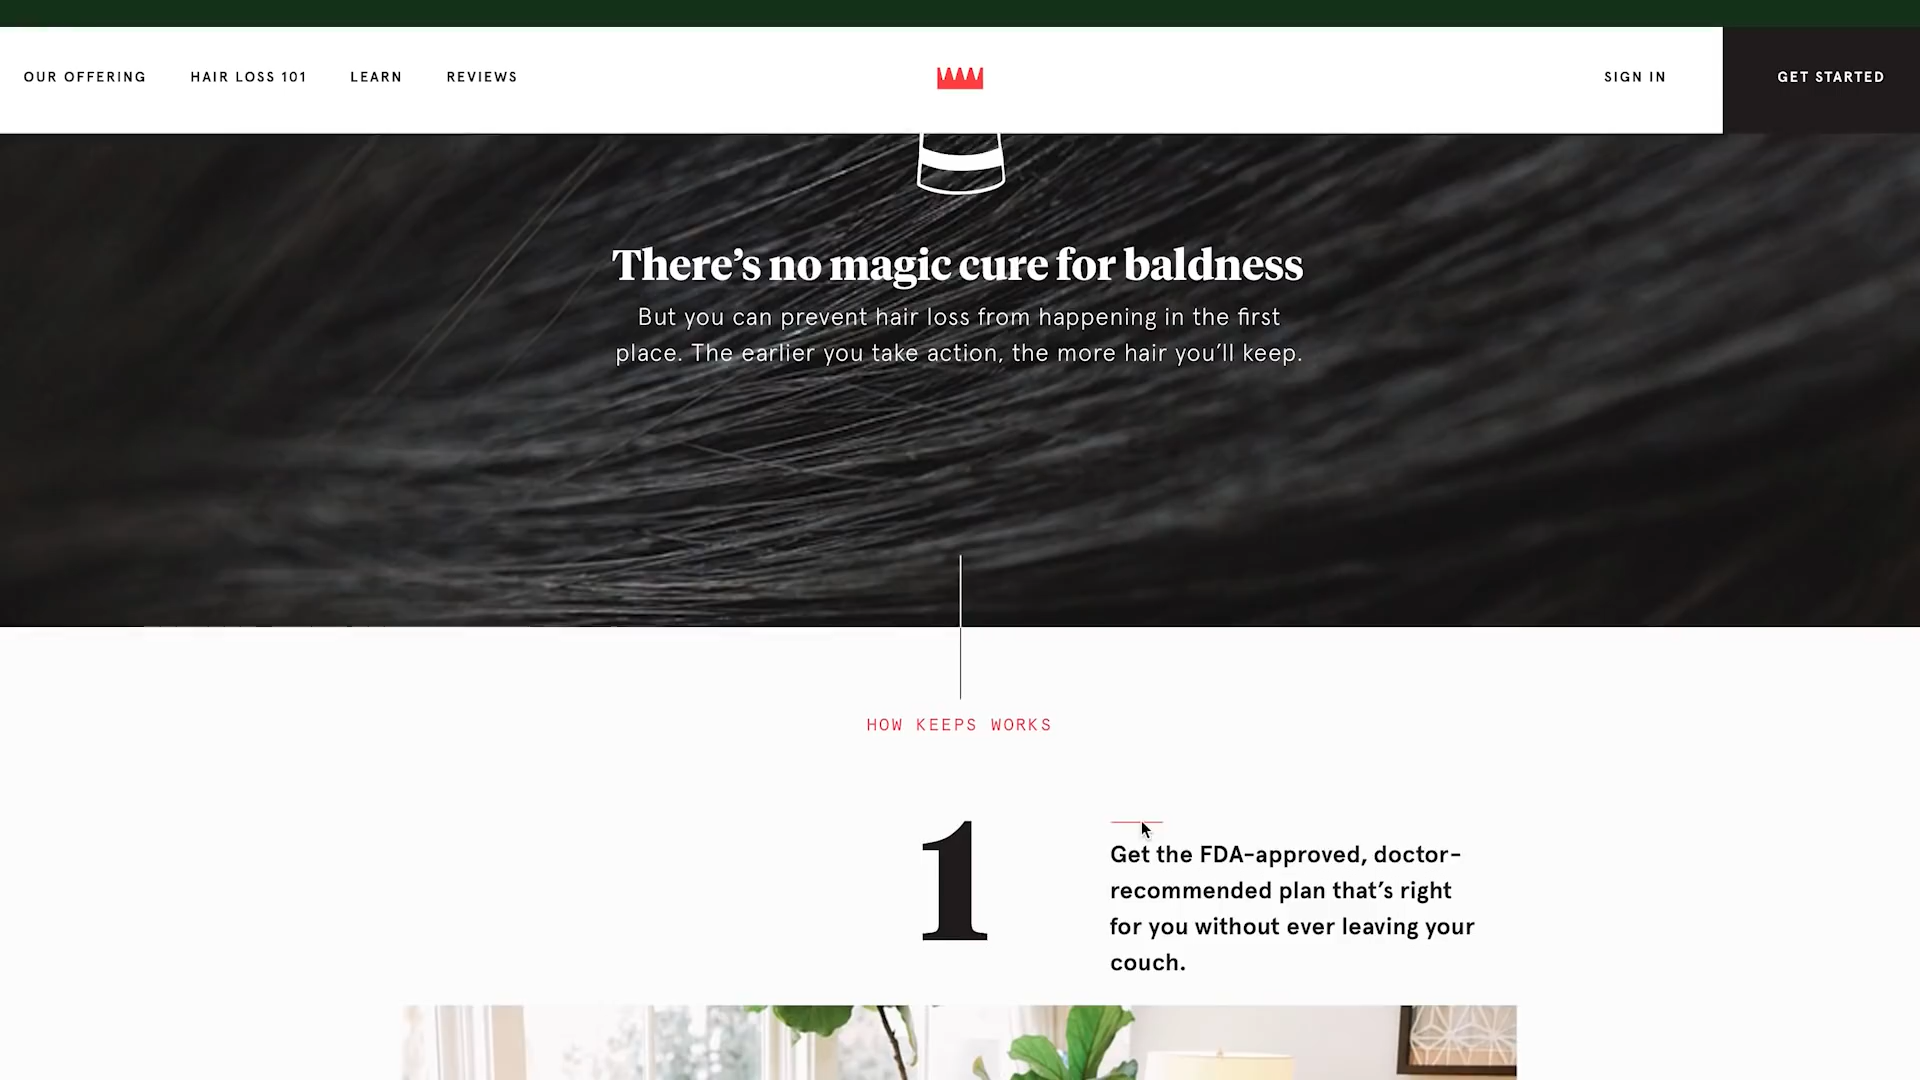 OUR OFFERING
HAIR LOSS 101
LEARN
REVIEWS
SIGN IN
GET STARTED
There’s no magic cure for baldness
But you can prevent hair loss from happening in the first
place. The earlier you take action, the more hair you’ll keep.
HOW KEEPS WORKS
1
Get the FDA-approved, doctor-
recommended plan that’s right
for you without ever leaving your
couch.